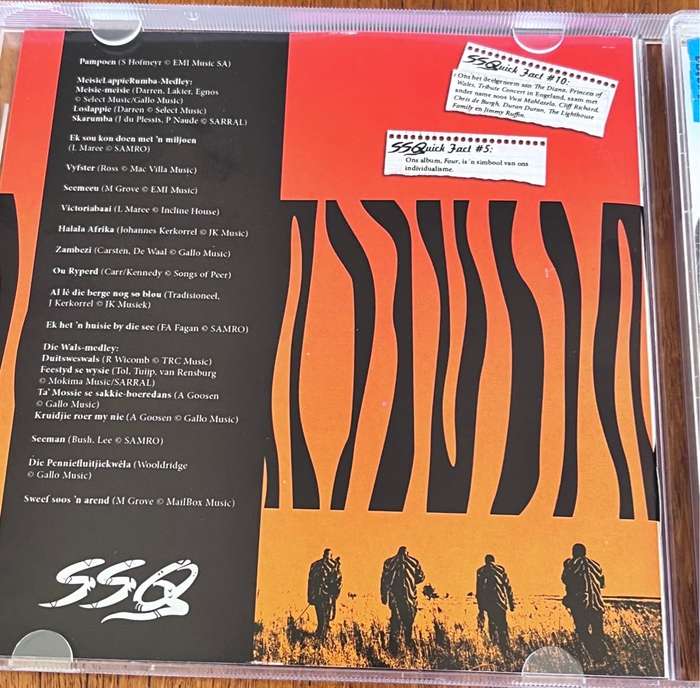 Pampoen (S Hofmeyr © EMI Music SA)
MeisieLappieRumba-Medley:
Meisie-meisie (Darren, Lakier, Egnos
© Select Music/Gallo Music)
Loslappie (Darren © Select Music)
Skarumba (J du Plessis, P Naude © SARRAL)
Ek sou kon doen met 'n miljoen
(L Maree © SAMRO)
Vyfster (Ross © Mac Villa Music)
Seemeeu (M Grove © EMI Music)
Victoriabaai (L Maree © Incline House)
Halala Afrika (Johannes Kerkorrel © JK Music)
Zambezi (Carsten, De Waal © Gallo Music)
Ou Ryperd (Carr/Kennedy © Songs of Peer)
Al lê die berge nog so blou (Tradisioneel,
J Kerkorrel © JK Musiek)
Ek het 'n huisie by die see (FA Fagan © SAMRO)
Die Wals-medley:
Duitsweswals (R Wicomb © TRC Music)
Feestyd se wysie (Tol, Tuijp, van Rensburg
© Mokima Music/SARRAL)
Ta' Mossie se sakkie-boeredans (A Goosen
© Gallo Music)
Kruidjie roer my nie (A Goosen © Gallo Music)
Seeman (Bush, Lee © SAMRO)
Die Penniefluitjiekwêla (Wooldridge
© Gallo Music)
Sweef soos 'n arend (M Grove © MailBox Music)
SSQ
SSQuick Fact #10:
Ons het deelgeneem aan The Diana, Princess of
Wales, Tribute Concert in Engeland, saam met
ander name soos Vusi Mahlasela, Cliff Richard,
Chris de Burgh, Duran Duran, The Lighthouse
Family en Jimmy Ruffin.
SSQuick Fact #5:
Ons album, Four, is 'n simbool van ons
individualisme.